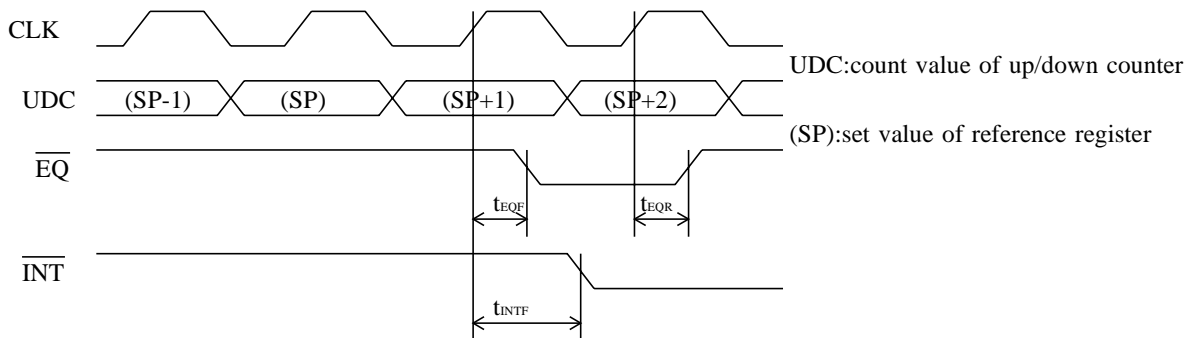 CLK
UDC:count value of up/down counter
UDC
(SP-1) (SP) (SP+1) (SP+2)
(SP):set value of reference register
EQ
tEQF tEQR
INT
tINTF